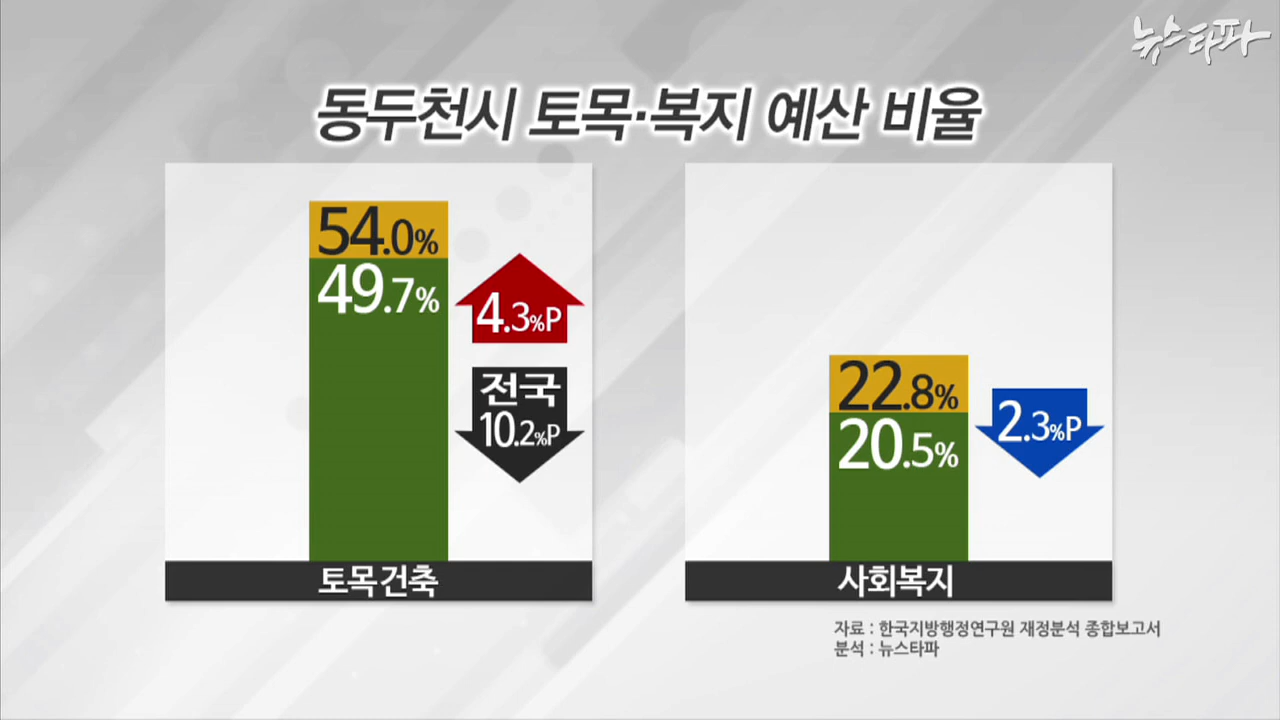 뉴스타파
동두천시 토목·복지 예산 비율
54.0%
49.7%
4.3%P
전국
10.2%P
토목건축
22.8%
20.5%
2.3%P
사회복지
자료 : 한국지방행정연구원 재정분석 종합보고서
분석 : 뉴스타파